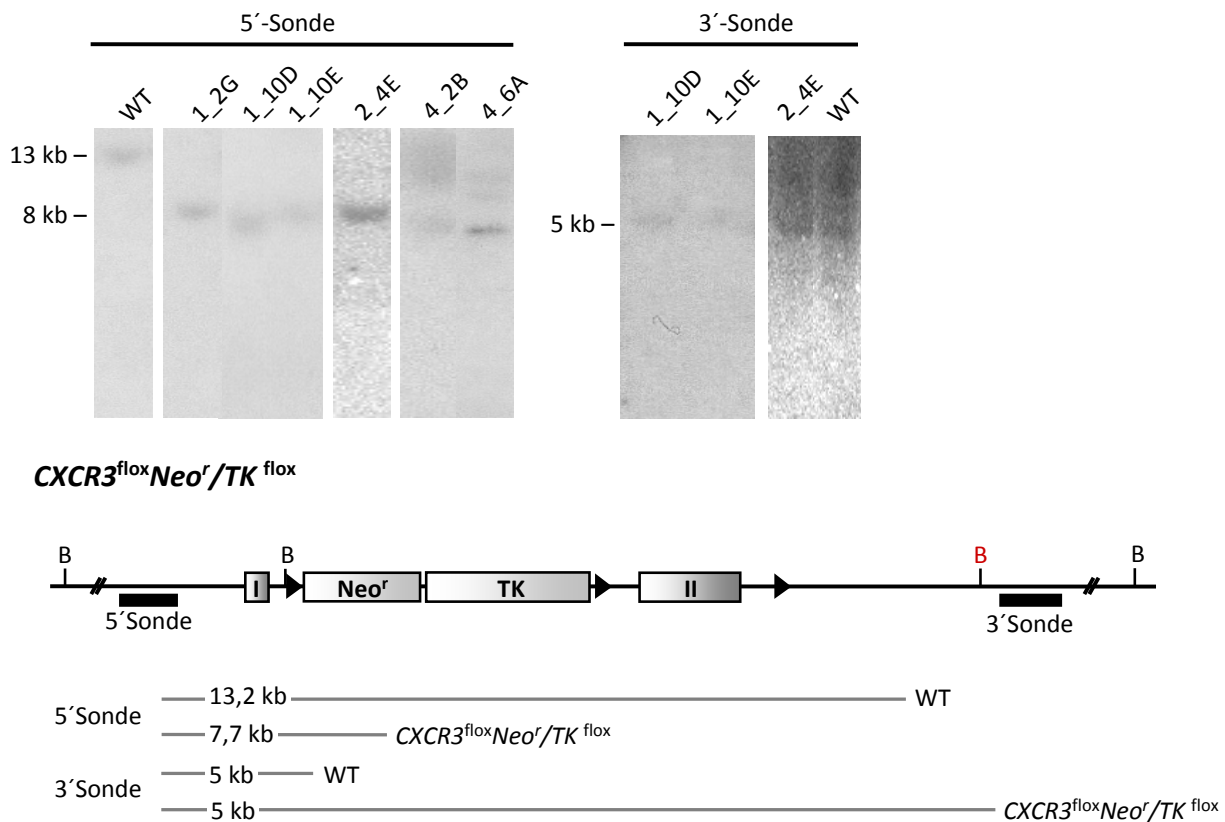 5´-Sonde
3´-Sonde
WT
1_2G
1_10D
1_10E
2_4E
4_2B
4_6A
1_10D
1_10E
2_4E
WT
13 kb –
8 kb –
5 kb –
CXCR3floxNeor/TK flox
B
B
B
B
I
Neor
TK
II
5´Sonde
3´Sonde
5´Sonde
13,2 kb
WT
7,7 kb
CXCR3floxNeor/TK flox
3´Sonde
5 kb
WT
5 kb
CXCR3floxNeor/TK flox